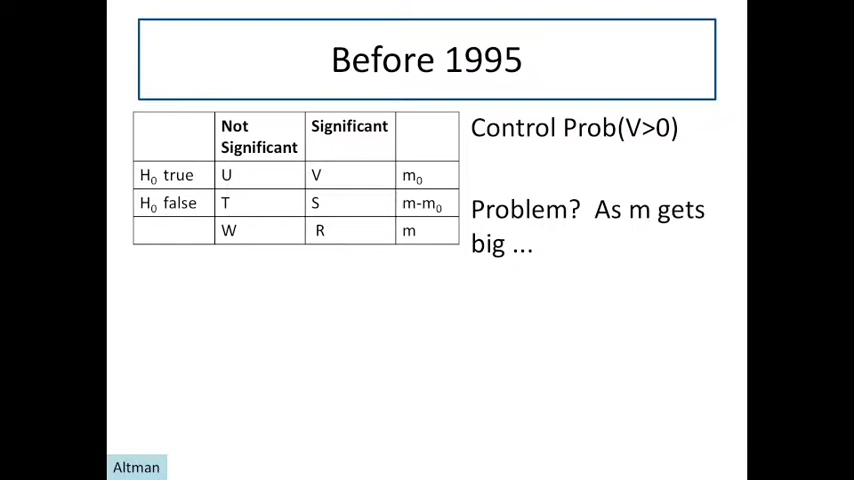 Before 1995
Not Significant Significant
H₀ true U V m₀
H₀ false T S m-m₀
W R m
Control Prob(V>0)
Problem? As m gets
big ...
Altman